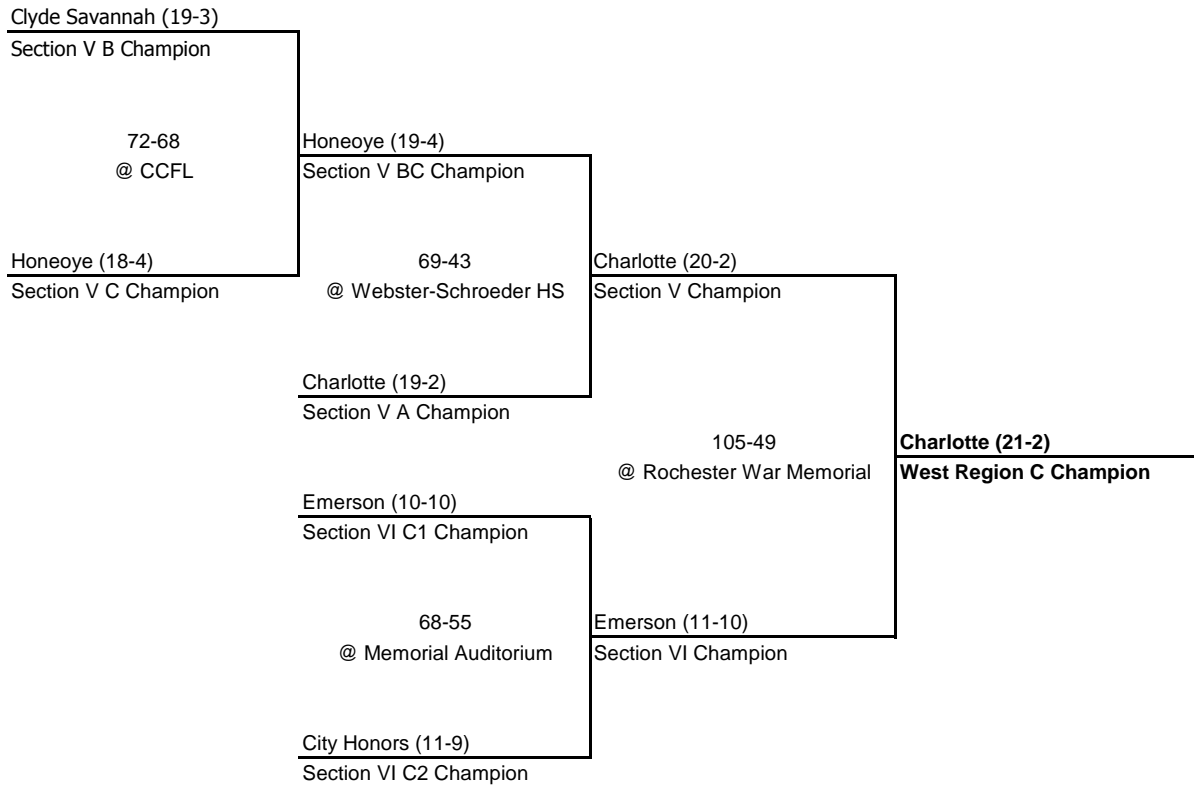 Clyde Savannah (19-3)
Section V B Champion
72-68
@ CCFL
Honeoye (19-4)
Section V BC Champion
Honeoye (18-4)
Section V C Champion
69-43
@ Webster-Schroeder HS
Charlotte (20-2)
Section V Champion
Charlotte (19-2)
Section V A Champion
105-49
@ Rochester War Memorial
Charlotte (21-2)
West Region C Champion
Emerson (10-10)
Section VI C1 Champion
68-55
@ Memorial Auditorium
Emerson (11-10)
Section VI Champion
City Honors (11-9)
Section VI C2 Champion